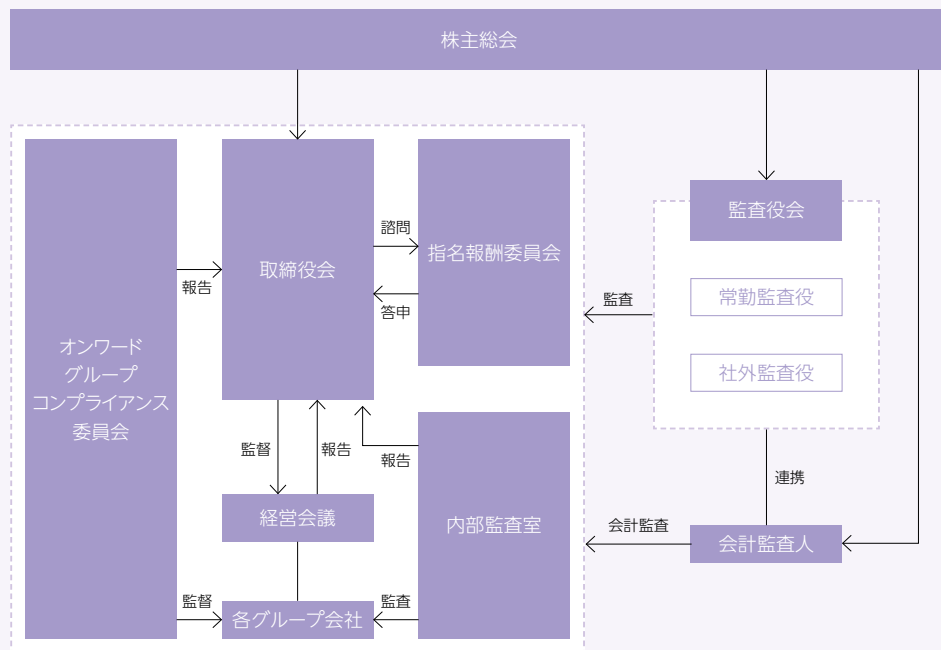 株主総会
監査役会
諮問
指名報酬委員会
取締役会
報告
答申
監査
常勤監査役
社外監査役
オンワード
グループ
コンプライアンス
委員会
監督
報告
報告
連携
経営会議
内部監査室
会計監査
会計監査人
監督
各グループ会社
監査